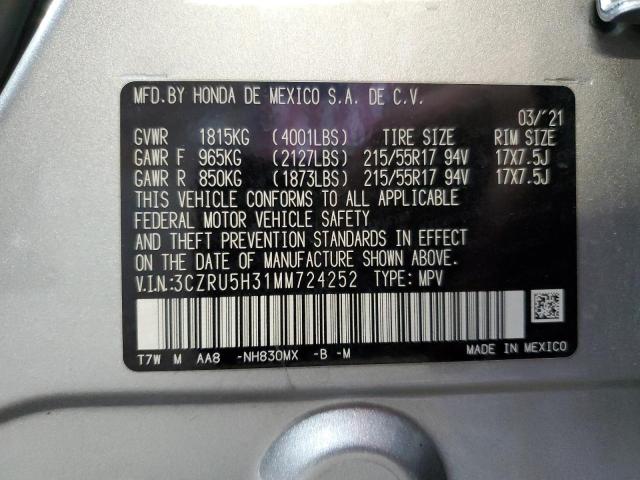 MFD.BY HONDA DE MEXICO S.A. DE C.V.
03/'21
GVWR 1815KG (4001LBS) TIRE SIZE RIM SIZE
GAWR F 965KG (2127LBS) 215/55R17 94V 17X7.5J
GAWR R 850KG (1873LBS) 215/55R17 94V 17X7.5J
THIS VEHICLE CONFORMS TO ALL APPLICABLE
FEDERAL MOTOR VEHICLE SAFETY
AND THEFT PREVENTION STANDARDS IN EFFECT
ON THE DATE OF MANUFACTURE SHOWN ABOVE.
V.I.N.:3CZRU5H31MM724252 TYPE: MPV
T7W M AA8 -NH830MX -B -M MADE IN MEXICO